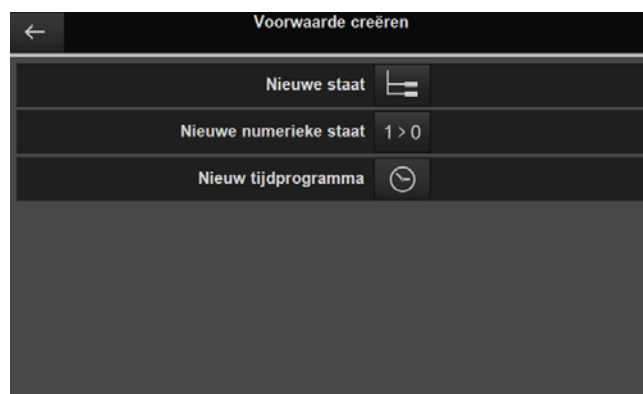 Voorwaarde creëren
Nieuwe staat
Nieuwe numerieke staat 1 > 0
Nieuw tijdprogramma